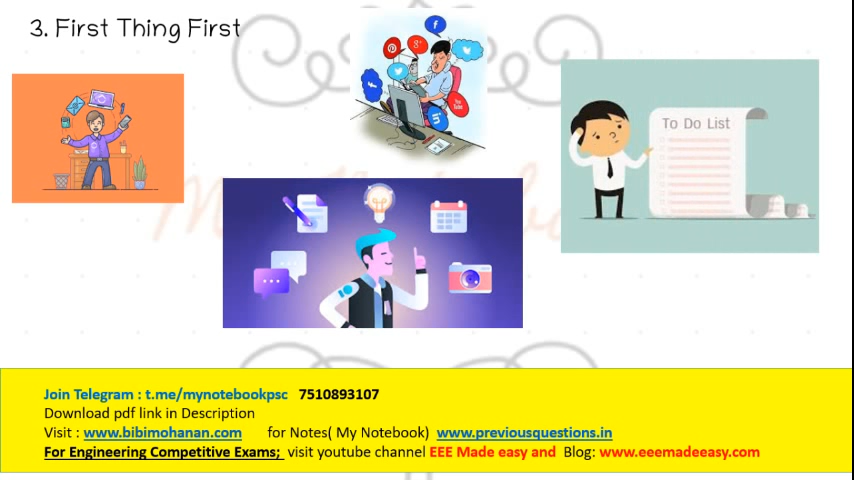 3. First Thing First
To Do List
Join Telegram : t.me/mynotebookpsc 7510893107
Download pdf link in Description
Visit : www.bibimohanan.com for Notes( My Notebook) www.previousquestions.in
For Engineering Competitive Exams; visit youtube channel EEE Made easy and Blog: www.eeemadeeasy.com